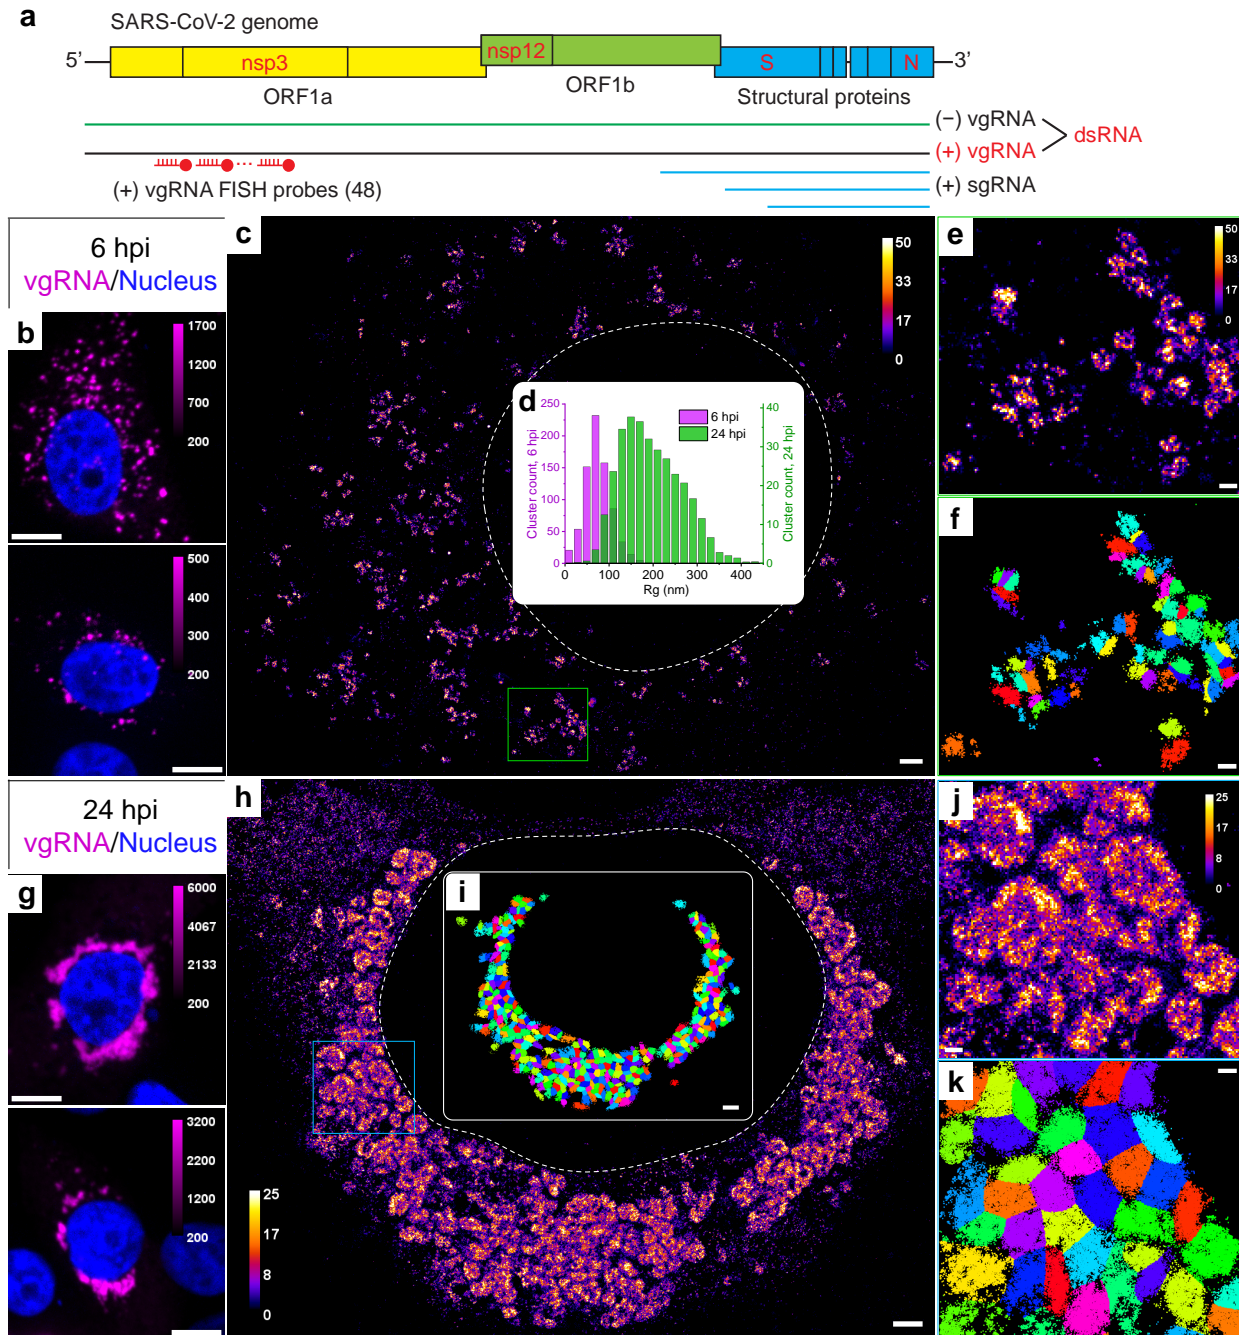 a
SARS-CoV-2 genome
5’
nsp3
nsp12
S
N
3’
ORF1a
ORF1b
Structural proteins
(−) vgRNA
(+) vgRNA
dsRNA
(+) vgRNA FISH probes (48)
(+) sgRNA
6 hpi
vgRNA/Nucleus
b
1700
1200
700
200
500
400
300
200
c
50
33
17
0
d
250
200
150
100
50
0
Cluster count, 6 hpi
6 hpi
24 hpi
40
30
20
10
0
Cluster count, 24 hpi
0 100 200 300 400
Rg (nm)
e
50
33
17
0
f
24 hpi
vgRNA/Nucleus
g
6000
4067
2133
200
3200
2200
1200
200
h
25
17
8
0
i
j
25
17
8
0
k